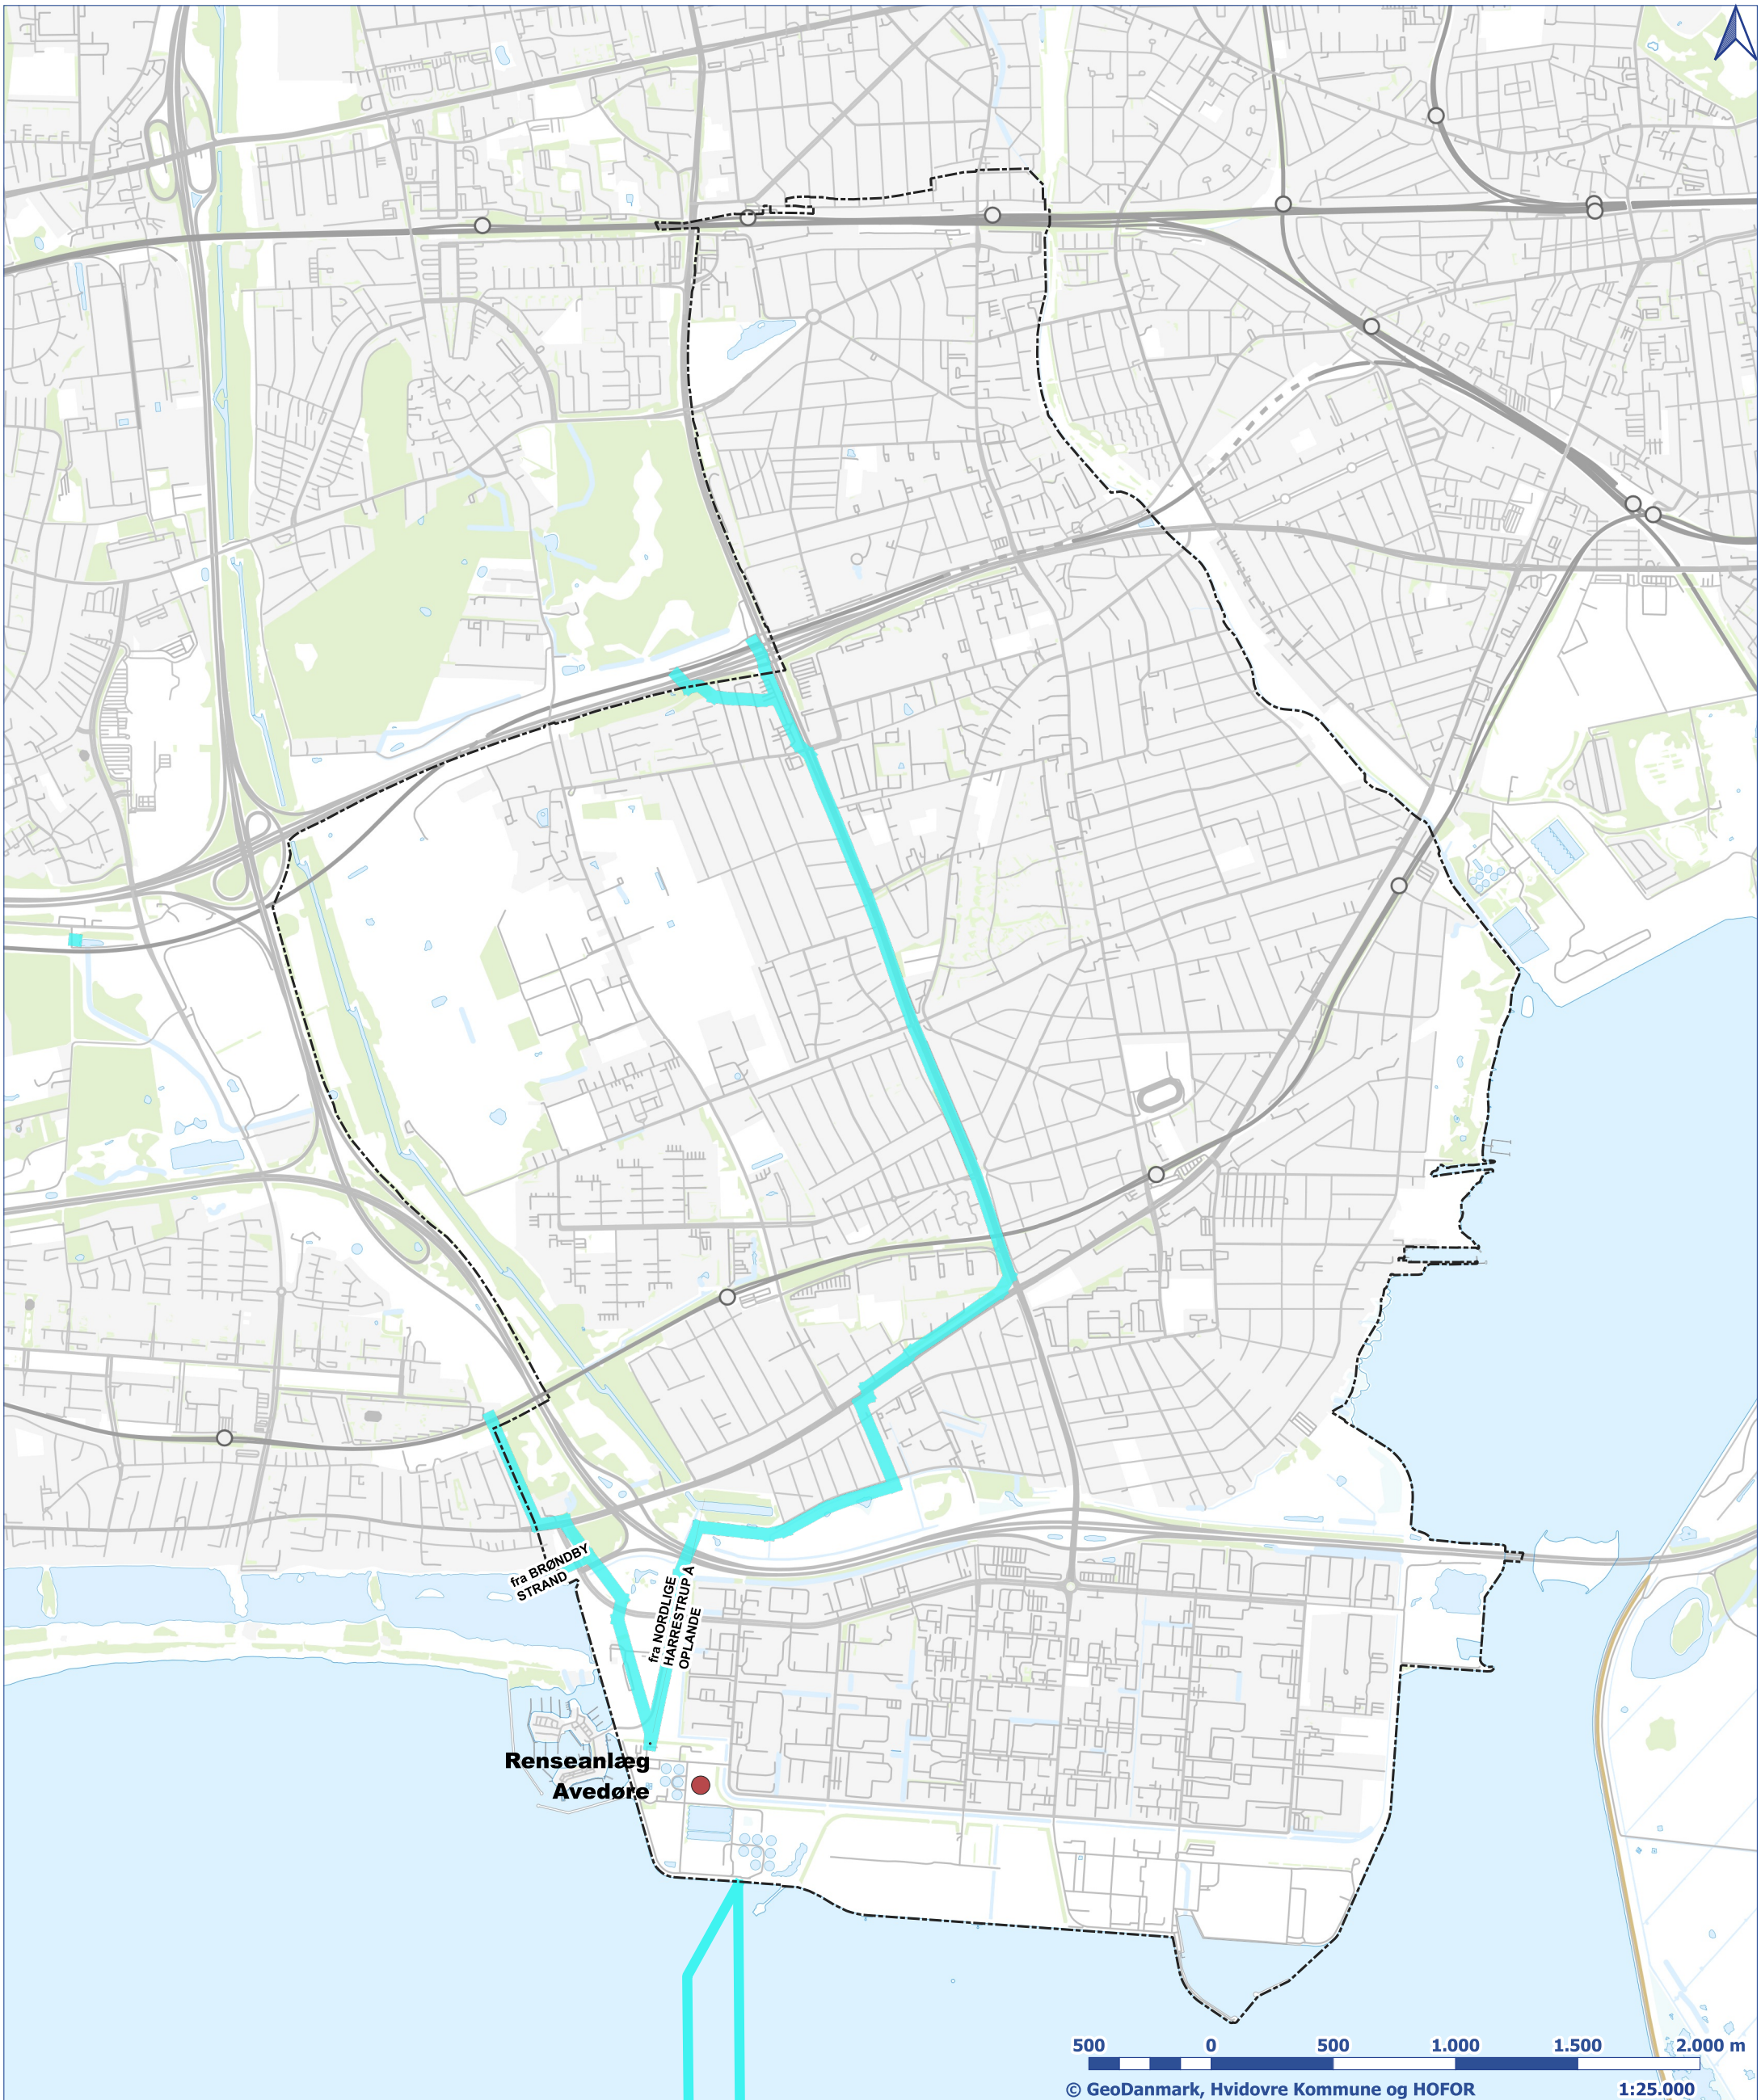 fra BRØNDBY
STRAND
fra NORDLIGE
HARRESTRUP Å
OPLANDE
Renseanlæg
Avedøre
500 0 500 1.000 1.500 2.000 m
© GeoDanmark, Hvidovre Kommune og HOFOR 1:25.000